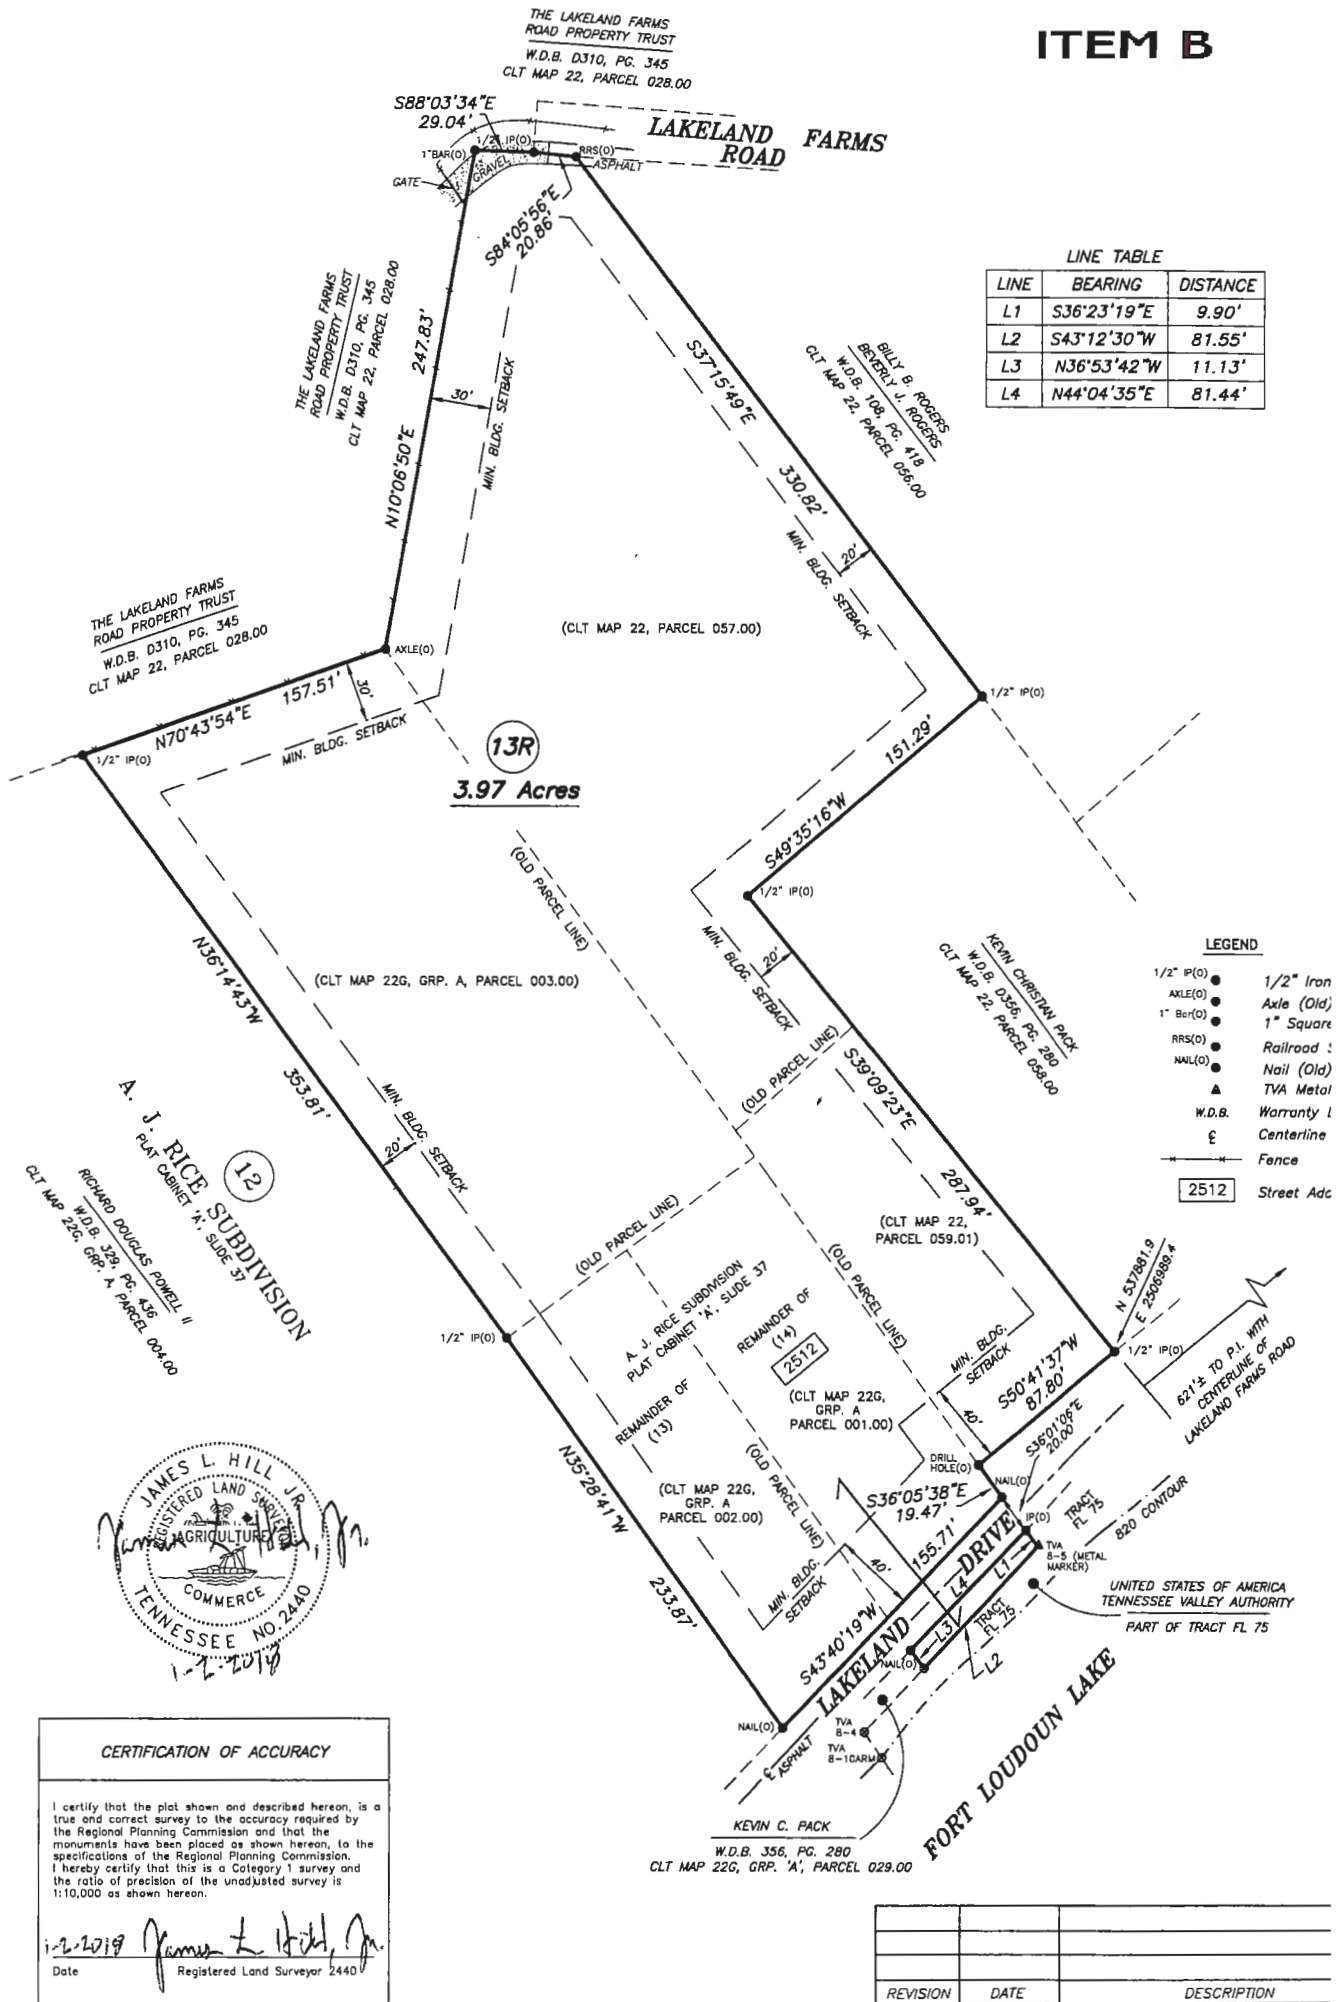 ITEM B
THE LAKELAND FARMS
ROAD PROPERTY TRUST
W.D.B. D310, PG. 345
CLT MAP 22, PARCEL 028.00
S88°03'34"E
29.04'
1/2" IP(O)
1"BAR(O)
GATE
GRAVEL
RRS(O)
ASPHALT
LAKELAND FARMS
ROAD
S84°05'56"E
20.86'
THE LAKELAND FARMS
ROAD PROPERTY TRUST
W.D.B. D310, PG. 345
CLT MAP 22, PARCEL 028.00
247.83'
N10°06'50"E
30'
MIN. BLDG. SETBACK
S37°15'49"E
330.82'
BILLY B. ROGERS
BEVERLY J. ROGERS
W.D.B. 108, PG. 418
CLT MAP 22, PARCEL 056.00
LINE TABLE
LINE BEARING DISTANCE
L1 S36°23'19"E 9.90'
L2 S43°12'30"W 81.55'
L3 N36°53'42"W 11.13'
L4 N44°04'35"E 81.44'
MIN. BLDG. SETBACK
20'
THE LAKELAND FARMS
ROAD PROPERTY TRUST
W.D.B. D310, PG. 345
CLT MAP 22, PARCEL 028.00
AXLE(O)
(CLT MAP 22, PARCEL 057.00)
N70°43'54"E
157.51'
30'
MIN. BLDG. SETBACK
1/2" IP(O)
1/2" IP(O)
13R
3.97 Acres
151.29'
S49°35'16"W
1/2" IP(O)
(OLD PARCEL LINE)
MIN. BLDG. SETBACK
20'
N36°14'43"W
353.81'
(CLT MAP 22G, GRP. A, PARCEL 003.00)
KEVIN CHRISTIAN PACK
W.D.B. D356, PG. 280
CLT MAP 22, PARCEL 058.00
LEGEND
1/2" IP(O) 1/2" Iron
AXLE(O) Axle (Old)
1" Bar(O) 1" Square
RRS(O) Railroad
NAIL(O) Nail (Old)
TVA Metal
W.D.B. Warranty
℄ Centerline
Fence
2512 Street Add
(OLD PARCEL LINE)
S39°09'23"E
287.94'
MIN. BLDG. SETBACK
20'
A. J. RICE SUBDIVISION
PLAT CABINET 'A', SLIDE 37
12
RICHARD DOUGLAS POWELL II
W.D.B. 329, PG. 436
CLT MAP 22G, GRP. A, PARCEL 004.00
(OLD PARCEL LINE)
(CLT MAP 22,
PARCEL 059.01)
(OLD PARCEL LINE)
A. J. RICE SUBDIVISION
PLAT CABINET 'A', SLIDE 37
REMAINDER OF
(14)
2512
(CLT MAP 22G,
GRP. A
PARCEL 001.00)
REMAINDER OF
(13)
1/2" IP(O)
N 537881.9
E 2506989.4
1/2" IP(O)
MIN. BLDG.
SETBACK
S50°41'37"W
87.80'
40'
621'± TO P.I. WITH
CENTERLINE OF
LAKELAND FARMS ROAD
S36°01'06"E
20.00'
DRILL
HOLE(O)
NAIL(O)
S36°05'38"E
19.47'
N35°28'41"W
233.87'
(CLT MAP 22G,
GRP. A
PARCEL 002.00)
(OLD PARCEL LINE)
MIN. BLDG.
SETBACK
40'
S43°40'19"W
155.71'
LAKELAND DRIVE
IP(O)
TRACT
FL 75
820 CONTOUR
TVA
8-5 (METAL
MARKER)
L1
L4
L3
L2
TRACT
FL 75
NAIL(O)
UNITED STATES OF AMERICA
TENNESSEE VALLEY AUTHORITY
PART OF TRACT FL 75
NAIL(O)
℄ ASPHALT
TVA
8-4
TVA
8-10ARM
FORT LOUDOUN LAKE
KEVIN C. PACK
W.D.B. 356, PG. 280
CLT MAP 22G, GRP. 'A', PARCEL 029.00
JAMES L. HILL JR.
REGISTERED LAND SURVEYOR
AGRICULTURE
COMMERCE
TENNESSEE NO. 2440
James L. Hill, Jr.
1-2-2018
CERTIFICATION OF ACCURACY
I certify that the plat shown and described hereon, is a
true and correct survey to the accuracy required by
the Regional Planning Commission and that the
monuments have been placed as shown hereon, to the
specifications of the Regional Planning Commission.
I hereby certify that this is a Category 1 survey and
the ratio of precision of the unadjusted survey is
1:10,000 as shown hereon.
1-2-2018 James L. Hill, Jr.
Date Registered Land Surveyor 2440
REVISION DATE DESCRIPTION